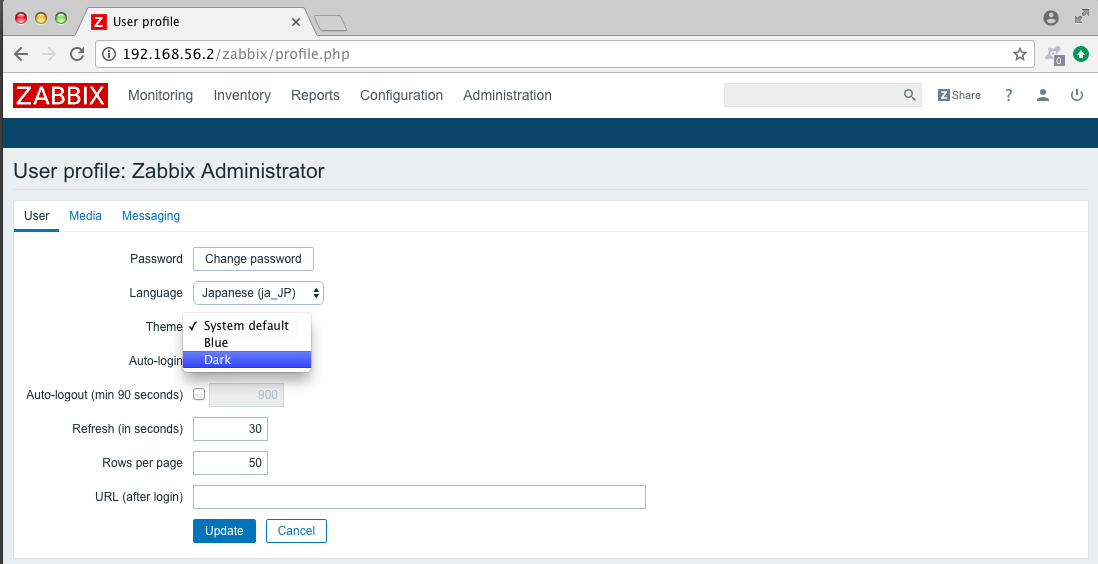 Z User profile
192.168.56.2/zabbix/profile.php
0
ZABBIX Monitoring Inventory Reports Configuration Administration Z Share ?
User profile: Zabbix Administrator
User Media Messaging
Password Change password
Language Japanese (ja_JP)
Theme ✓ System default
Blue
Auto-login Dark
Auto-logout (min 90 seconds) 900
Refresh (in seconds) 30
Rows per page 50
URL (after login)
Update Cancel